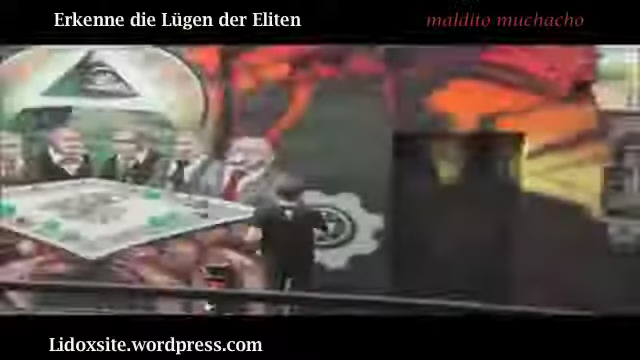 Erkenne die Lügen der Eliten
maldito muchacho
Lidoxsite.wordpress.com